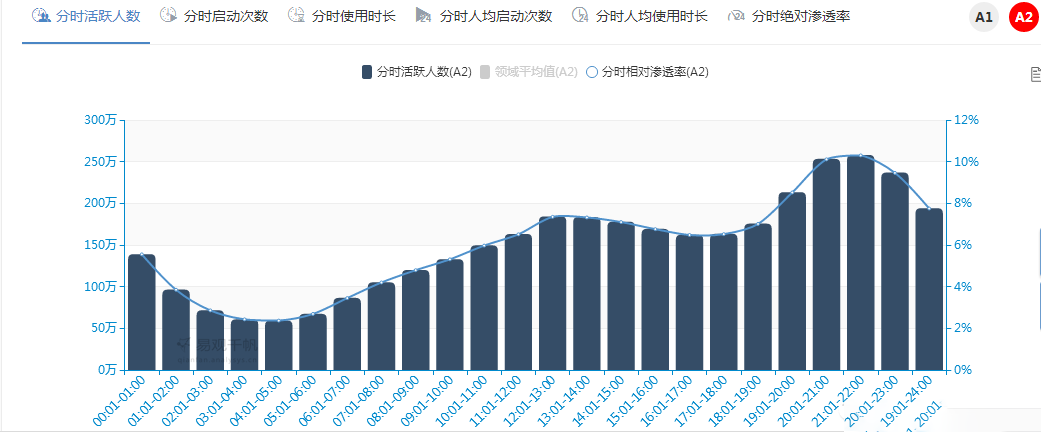 分时活跃人数 分时启动次数 分时使用时长 分时人均启动次数 分时人均使用时长 分时绝对渗透率 A1 A2
分时活跃人数(A2) 领域平均值(A2) 分时相对渗透率(A2)
300万 12%
250万 10%
200万 8%
150万 6%
100万 4%
50万 2%
易观千帆
0万 0%
00:01-01:00 01:01-02:00 02:01-03:00 03:01-04:00 04:01-05:00 05:01-06:00 06:01-07:00 07:01-08:00 08:01-09:00 09:01-10:00 10:01-11:00 11:01-12:00 12:01-13:00 13:01-14:00 14:01-15:00 15:01-16:00 16:01-17:00 17:01-18:00 18:01-19:00 19:01-20:00 20:01-21:00 21:01-22:00 20:01-23:00 19:01-24:00